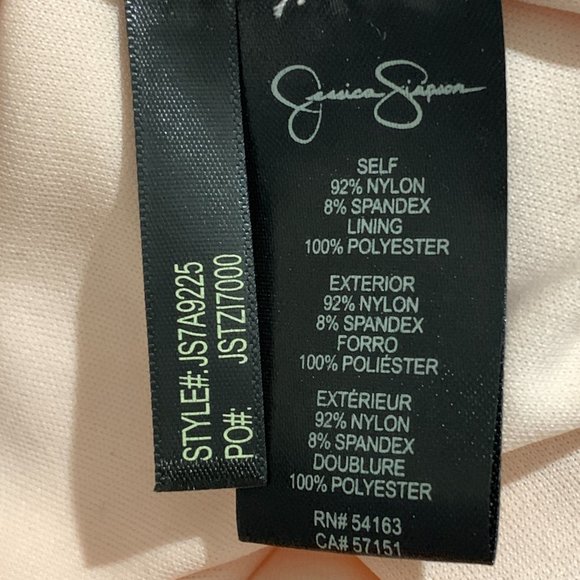 Jessica Simpson
SELF
92% NYLON
8% SPANDEX
LINING
100% POLYESTER
EXTERIOR
92% NYLON
8% SPANDEX
FORRO
100% POLIÉSTER
EXTÉRIEUR
92% NYLON
8% SPANDEX
DOUBLURE
100% POLYESTER
RN# 54163
CA# 57151
STYLE#: JS7A9225
PO#: JSTZI7000